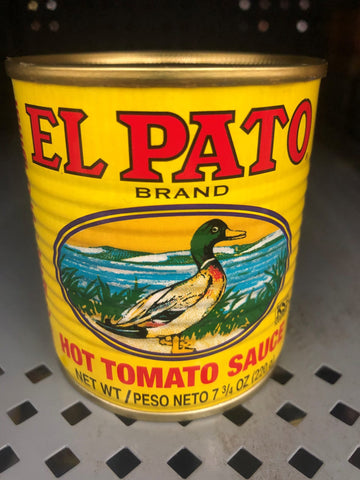 EL PATO
BRAND
HOT TOMATO SAUCE
NET WT/PESO NETO 7 3/4 OZ